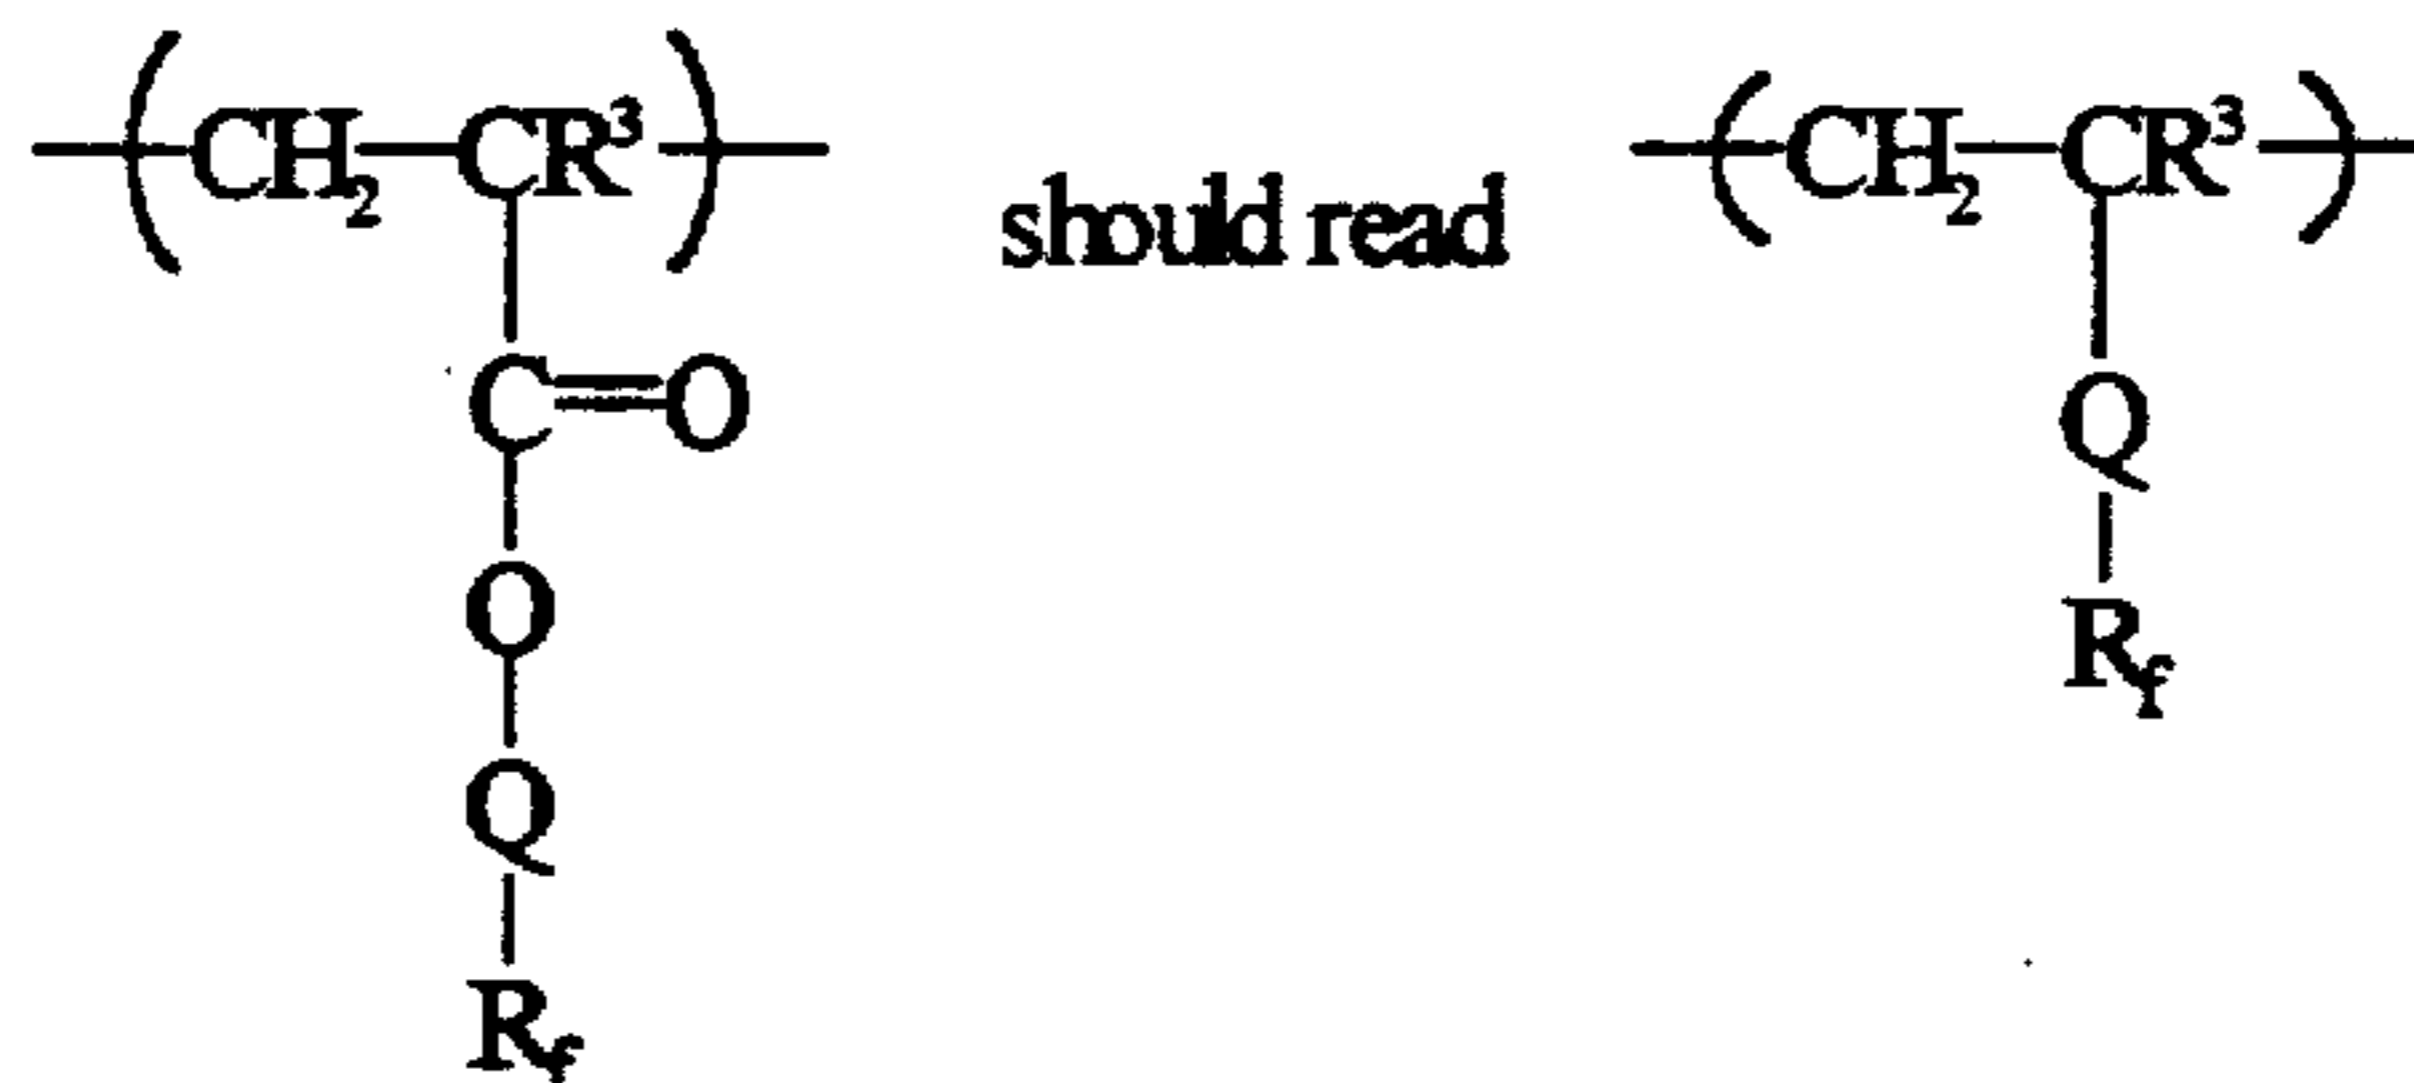 CH2 CR3 should read CH2 CR3
C O Q
O Rf
Q
Rf